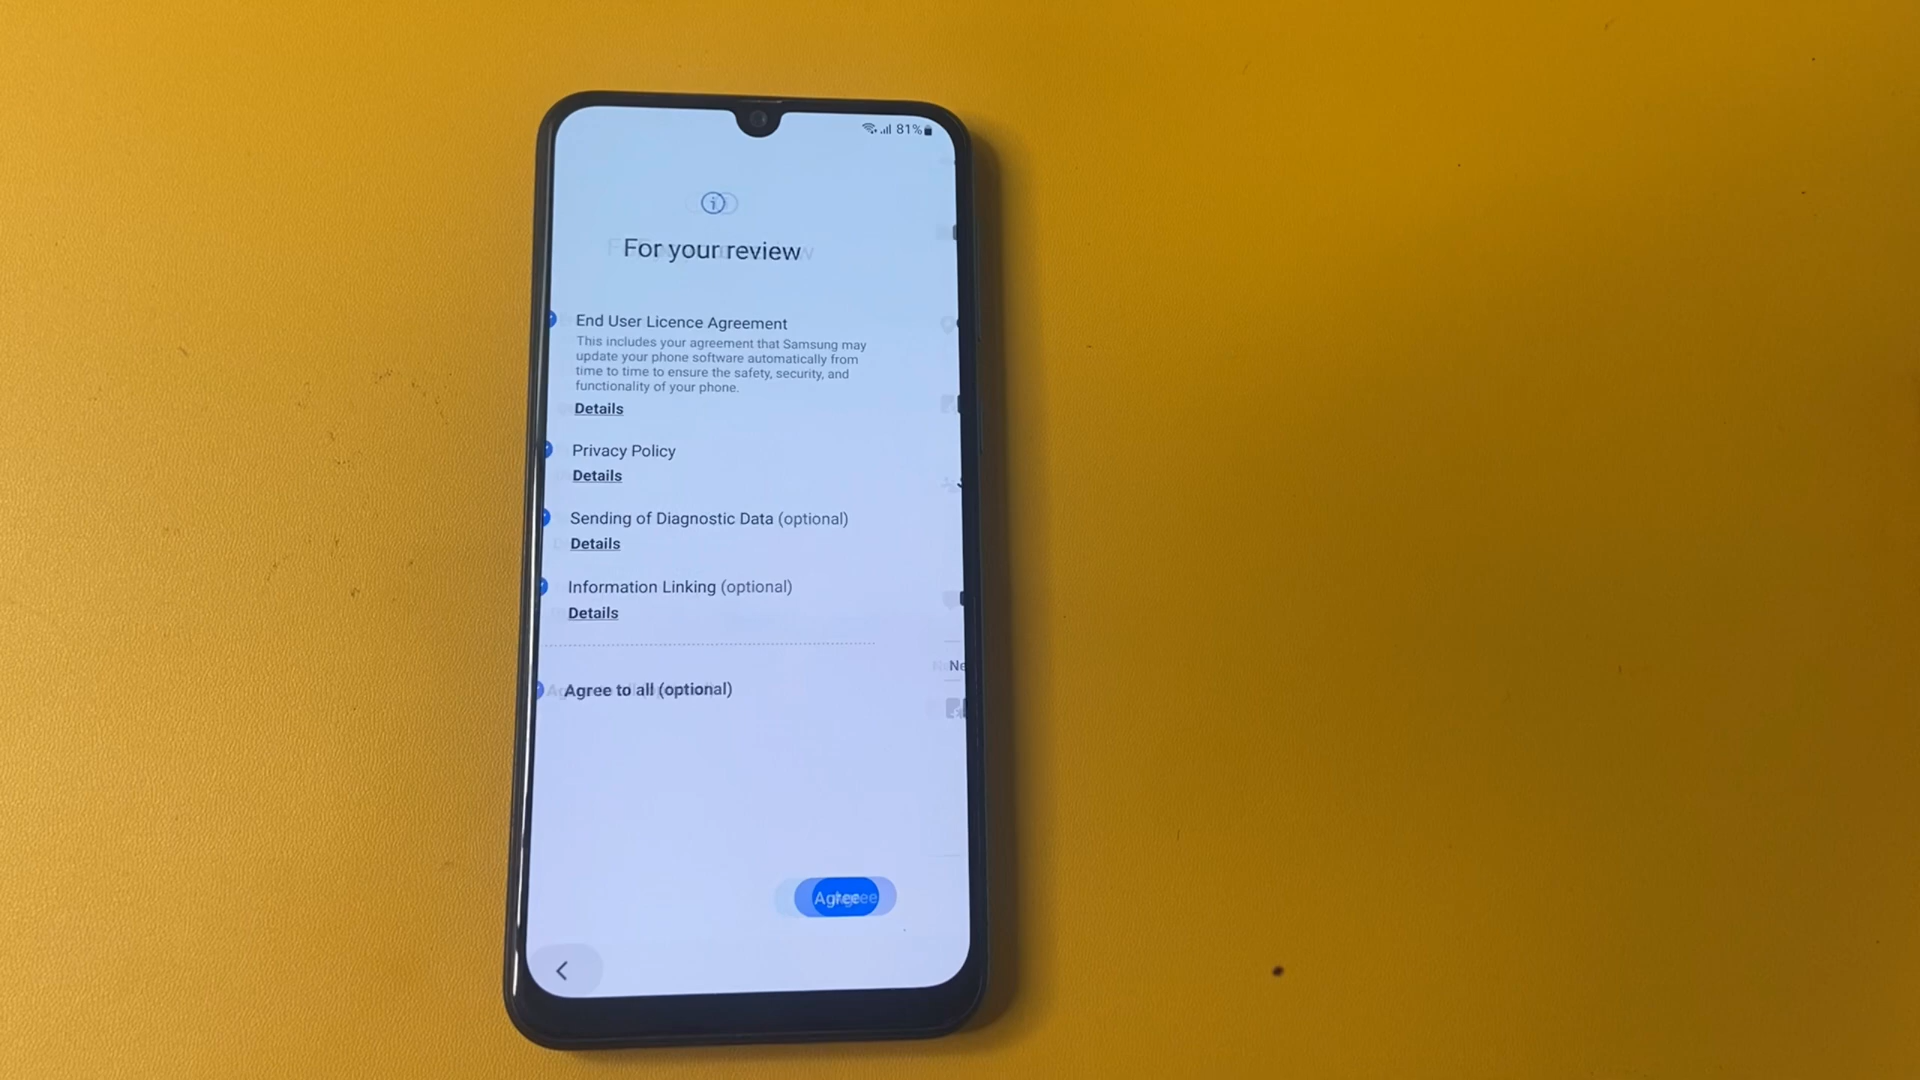 81%
For your review
End User Licence Agreement
This includes your agreement that Samsung may
update your phone software automatically from
time to time to ensure the safety, security, and
functionality of your phone.
Details
Privacy Policy
Details
Sending of Diagnostic Data (optional)
Details
Information Linking (optional)
Details
Ne
Agree to all (optional)
Agree